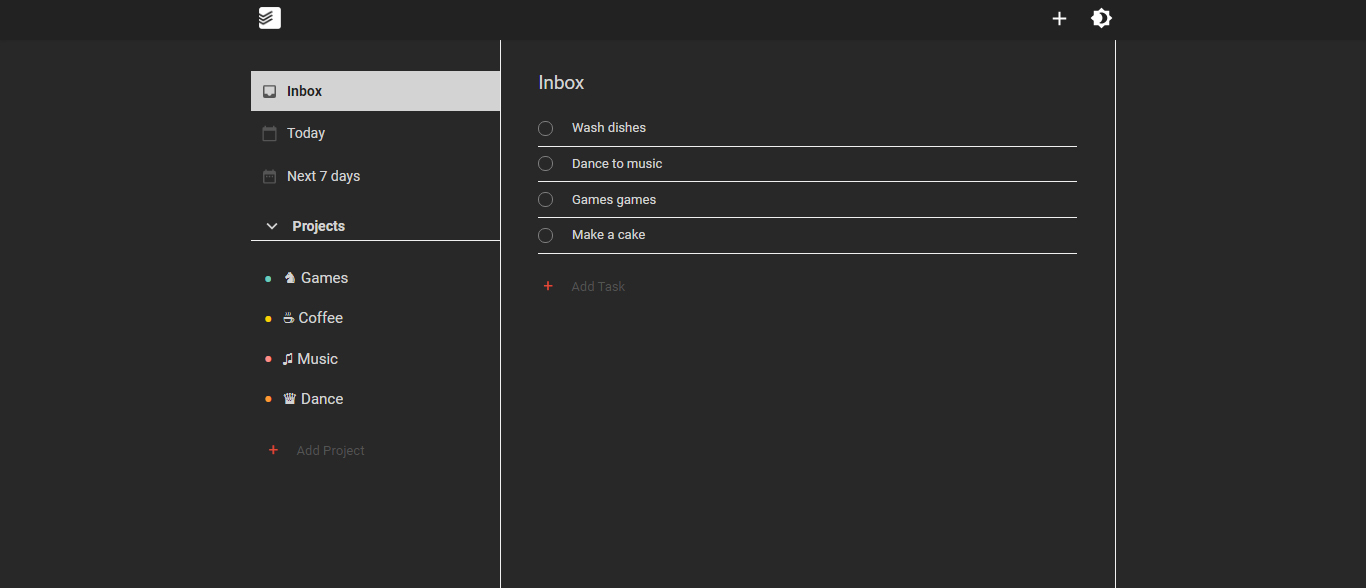 Inbox
Today
Next 7 days
Projects
Games
Coffee
Music
Dance
Add Project
Inbox
Wash dishes
Dance to music
Games games
Make a cake
Add Task